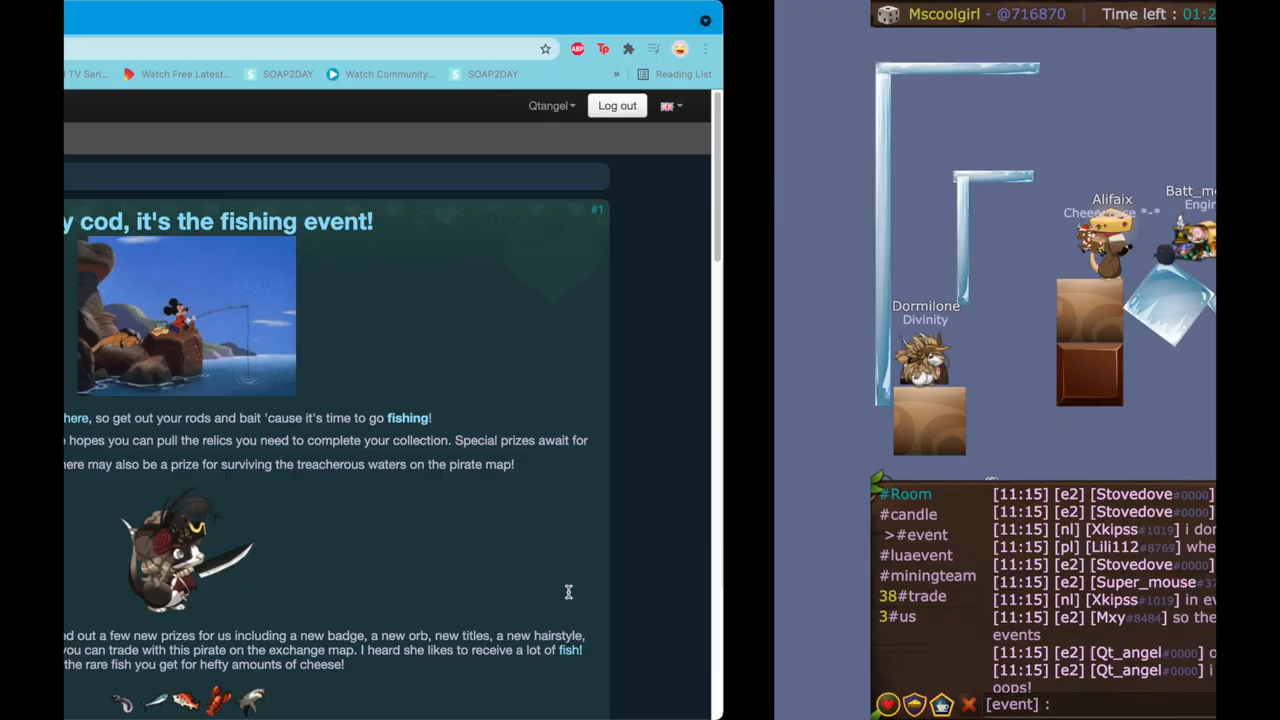 J TV Seri...
Watch Free Latest...
SOAP2DAY
Watch Community...
SOAP2DAY
»
Reading List
ABP
Tp
Qtangel
Log out
#1
y cod, it's the fishing event!
here, so get out your rods and bait 'cause it's time to go fishing!
e hopes you can pull the relics you need to complete your collection. Special prizes await for
here may also be a prize for surviving the treacherous waters on the pirate map!
ed out a few new prizes for us including a new badge, a new orb, new titles, a new hairstyle,
you can trade with this pirate on the exchange map. I heard she likes to receive a lot of fish!
the rare fish you get for hefty amounts of cheese!
Mscoolgirl - @716870 | Time left : 01:2
Batt_m
Engin
Alifaix
*-*
Dormilone
Divinity
#Room
#candle
>#event
#luaevent
#miningteam
38#trade
3#us
[11:15] [e2] [Stovedove#0000]
[11:15] [e2] [Stovedove#0000]
[11:15] [nl] [Xkipss#1019] i don
[11:15] [pl] [Lili112#8769] whe
[11:15] [e2] [Stovedove#0000]
[11:15] [e2] [Super_mouse#37
[11:15] [nl] [Xkipss#1019] in ev
[11:15] [e2] [Mxy#8484] so the
events
[11:15] [e2] [Qt_angel#0000] o
[11:15] [e2] [Qt_angel#0000] i
oops!
[event] :